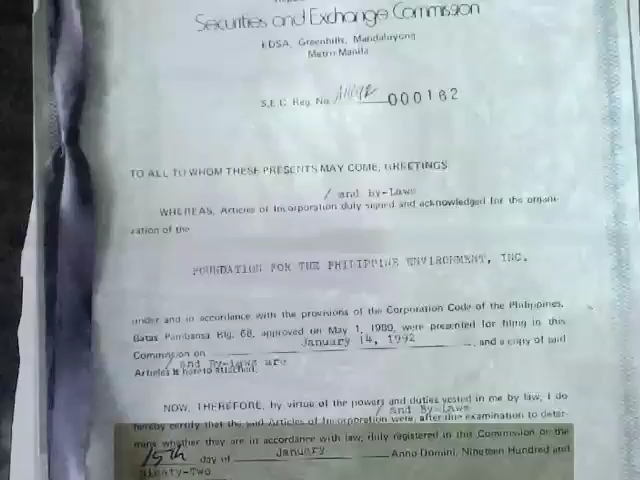 Securities and Exchange Commission
EDSA, Greenhills, Mandaluyong
Metro Manila
S.E.C. Reg. No. 000162
TO ALL TO WHOM THESE PRESENTS MAY COME, GREETINGS
/ and by-Laws
WHEREAS, Articles of Incorporation duly signed and acknowledged for the organi-
zation of the
FOUNDATION FOR THE PHILIPPINE ENVIRONMENT, INC.
under and in accordance with the provisions of the Corporation Code of the Philippines,
Batas Pambansa Blg. 68, approved on May 1, 1980, were presented for filing in this
January 14, 1992
Commission on , and a copy of said
/ and By-Laws are
Articles is hereto attached.
NOW, THEREFORE, by virtue of the powers and duties vested in me by law, I do
/ and By-Laws
hereby certify that the said Articles of Incorporation were, after due examination to deter-
mine whether they are in accordance with law, duly registered in the Commission on the
15th day of January Anno Domini, Nineteen Hundred and
Ninety-Two